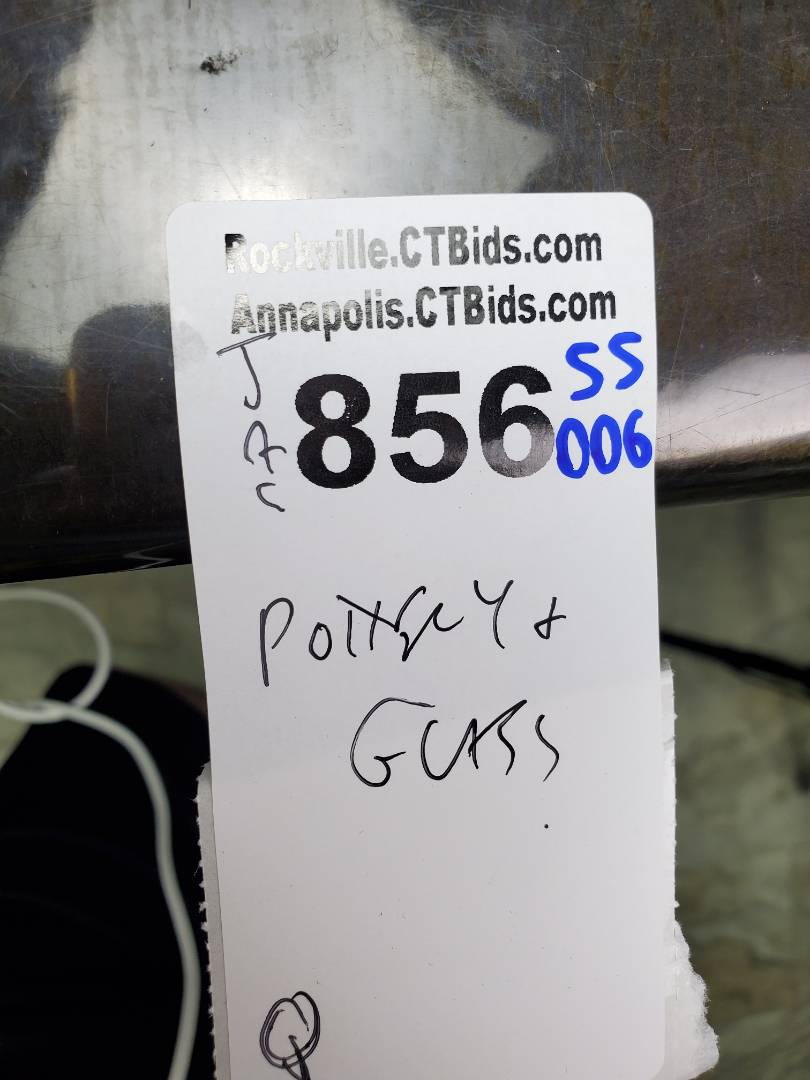 Rockville.CTBids.com
Annapolis.CTBids.com
856 SS
006
POTTERY +
GLASS